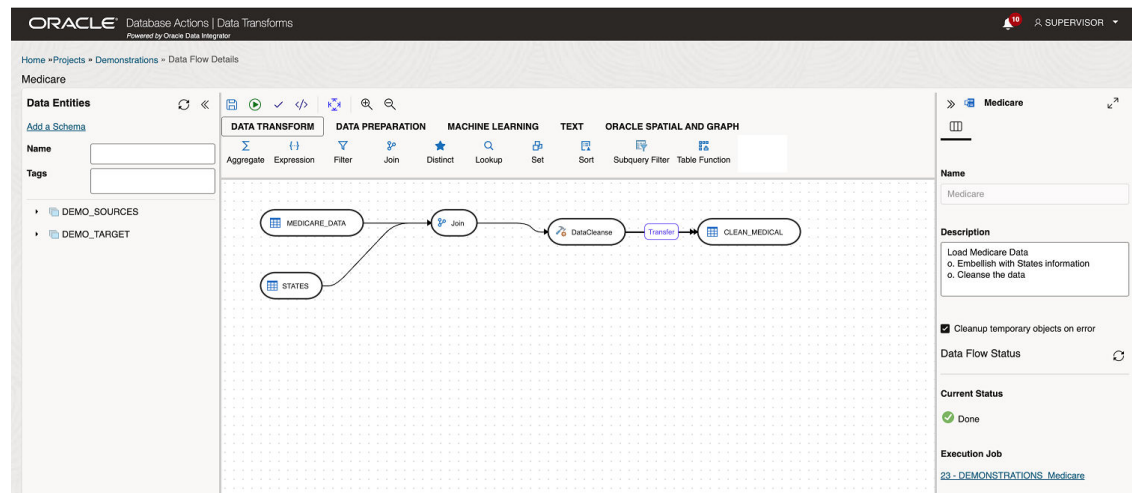 ORACLE® Database Actions | Data Transforms
Powered by Oracle Data Integrator
10
SUPERVISOR
Home »Projects » Demonstrations » Data Flow Details
Medicare
Data Entities
Add a Schema
Name
Tags
DEMO_SOURCES
DEMO_TARGET
DATA TRANSFORM DATA PREPARATION MACHINE LEARNING TEXT ORACLE SPATIAL AND GRAPH
Aggregate Expression Filter Join Distinct Lookup Set Sort Subquery Filter Table Function
MEDICARE_DATA
Join
DataCleanse
Transfer
CLEAN_MEDICAL
STATES
Medicare
Name
Medicare
Description
Load Medicare Data
o. Embellish with States information
o. Cleanse the data
Cleanup temporary objects on error
Data Flow Status
Current Status
Done
Execution Job
23 - DEMONSTRATIONS_Medicare